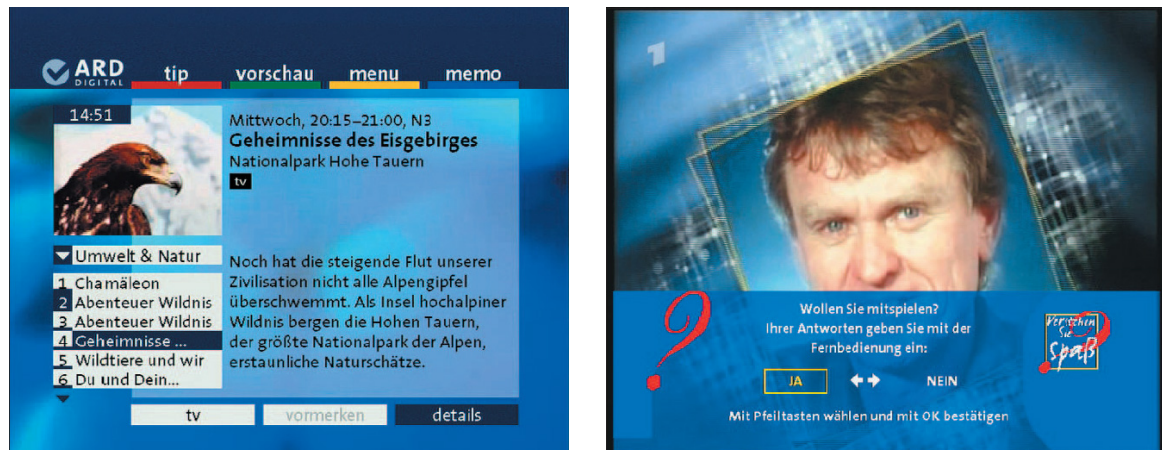 ARD
DIGITAL
tip
vorschau
menu
memo
14:51
Mittwoch, 20:15–21:00, N3
Geheimnisse des Eisgebirges
Nationalpark Hohe Tauern
tv
Umwelt & Natur
1 Chamäleon
2 Abenteuer Wildnis
3 Abenteuer Wildnis
4 Geheimnisse ...
5 Wildtiere und wir
6 Du und Dein...
Noch hat die steigende Flut unserer
Zivilisation nicht alle Alpengipfel
überschwemmt. Als Insel hochalpiner
Wildnis bergen die Hohen Tauern,
der größte Nationalpark der Alpen,
erstaunliche Naturschätze.
tv
vormerken
details
1
?
Wollen Sie mitspielen?
Ihrer Antworten geben Sie mit der
Fernbedienung ein:
JA
NEIN
Mit Pfeiltasten wählen und mit OK bestätigen
Verstehen
Sie
Spaß
?